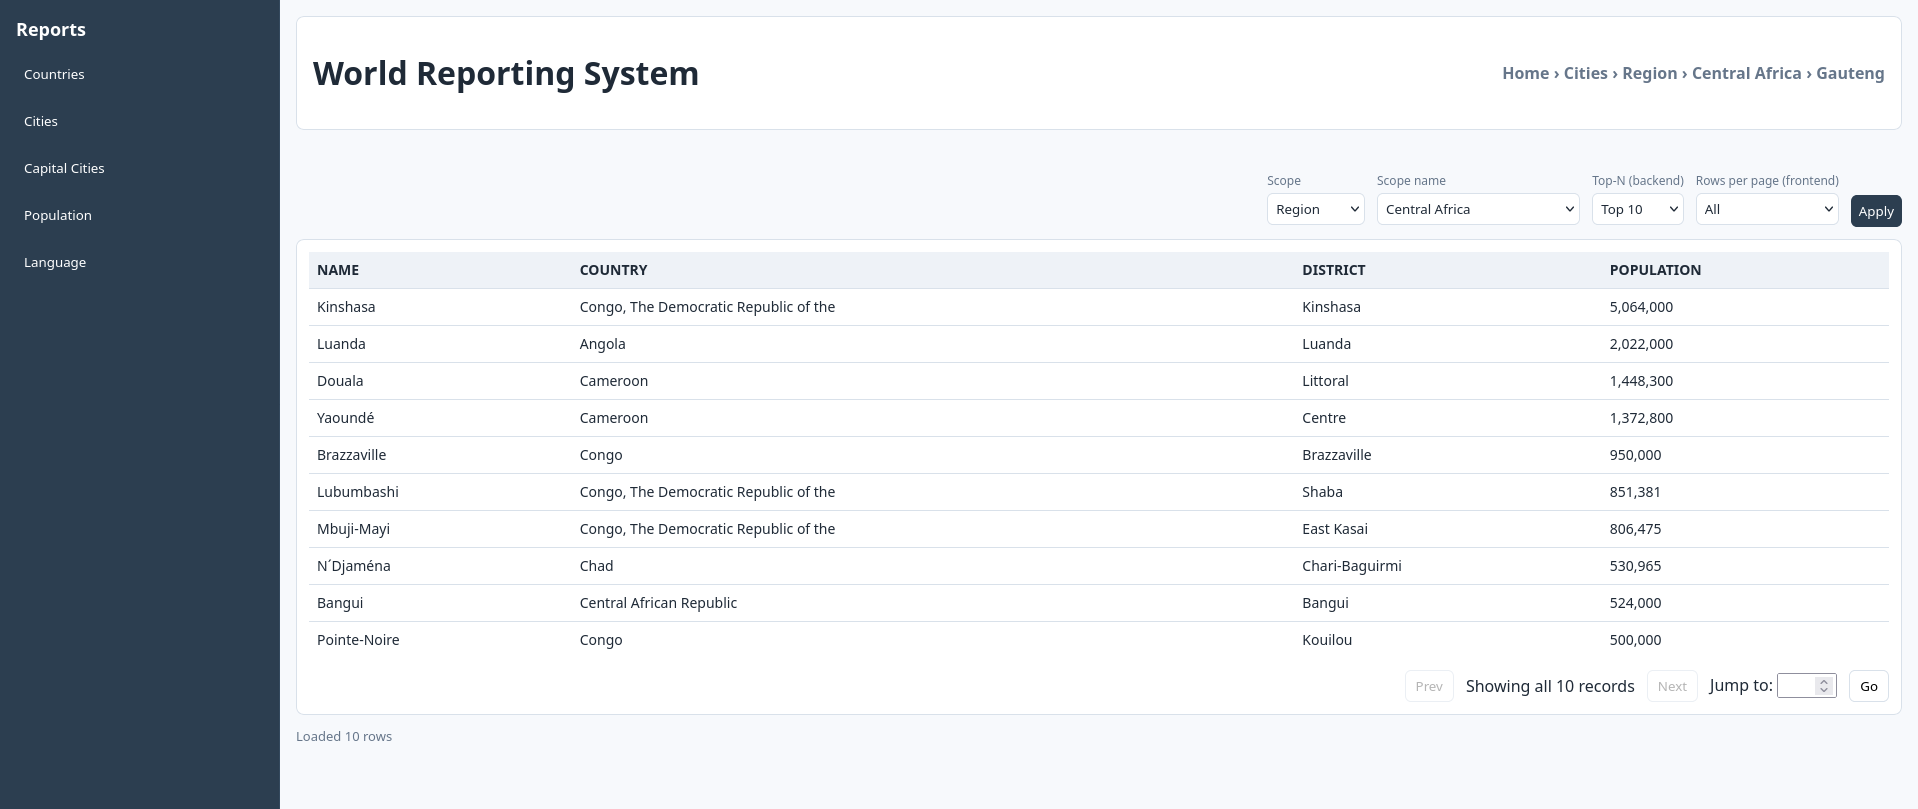 Reports
Countries
Cities
Capital Cities
Population
Language
World Reporting System
Home › Cities › Region › Central Africa › Gauteng
Scope
Scope name
Top-N (backend)
Rows per page (frontend)
Region
Central Africa
Top 10
All
Apply
NAME COUNTRY DISTRICT POPULATION
Kinshasa Congo, The Democratic Republic of the Kinshasa 5,064,000
Luanda Angola Luanda 2,022,000
Douala Cameroon Littoral 1,448,300
Yaoundé Cameroon Centre 1,372,800
Brazzaville Congo Brazzaville 950,000
Lubumbashi Congo, The Democratic Republic of the Shaba 851,381
Mbuji-Mayi Congo, The Democratic Republic of the East Kasai 806,475
N´Djaména Chad Chari-Baguirmi 530,965
Bangui Central African Republic Bangui 524,000
Pointe-Noire Congo Kouilou 500,000
Prev Showing all 10 records Next Jump to: Go
Loaded 10 rows